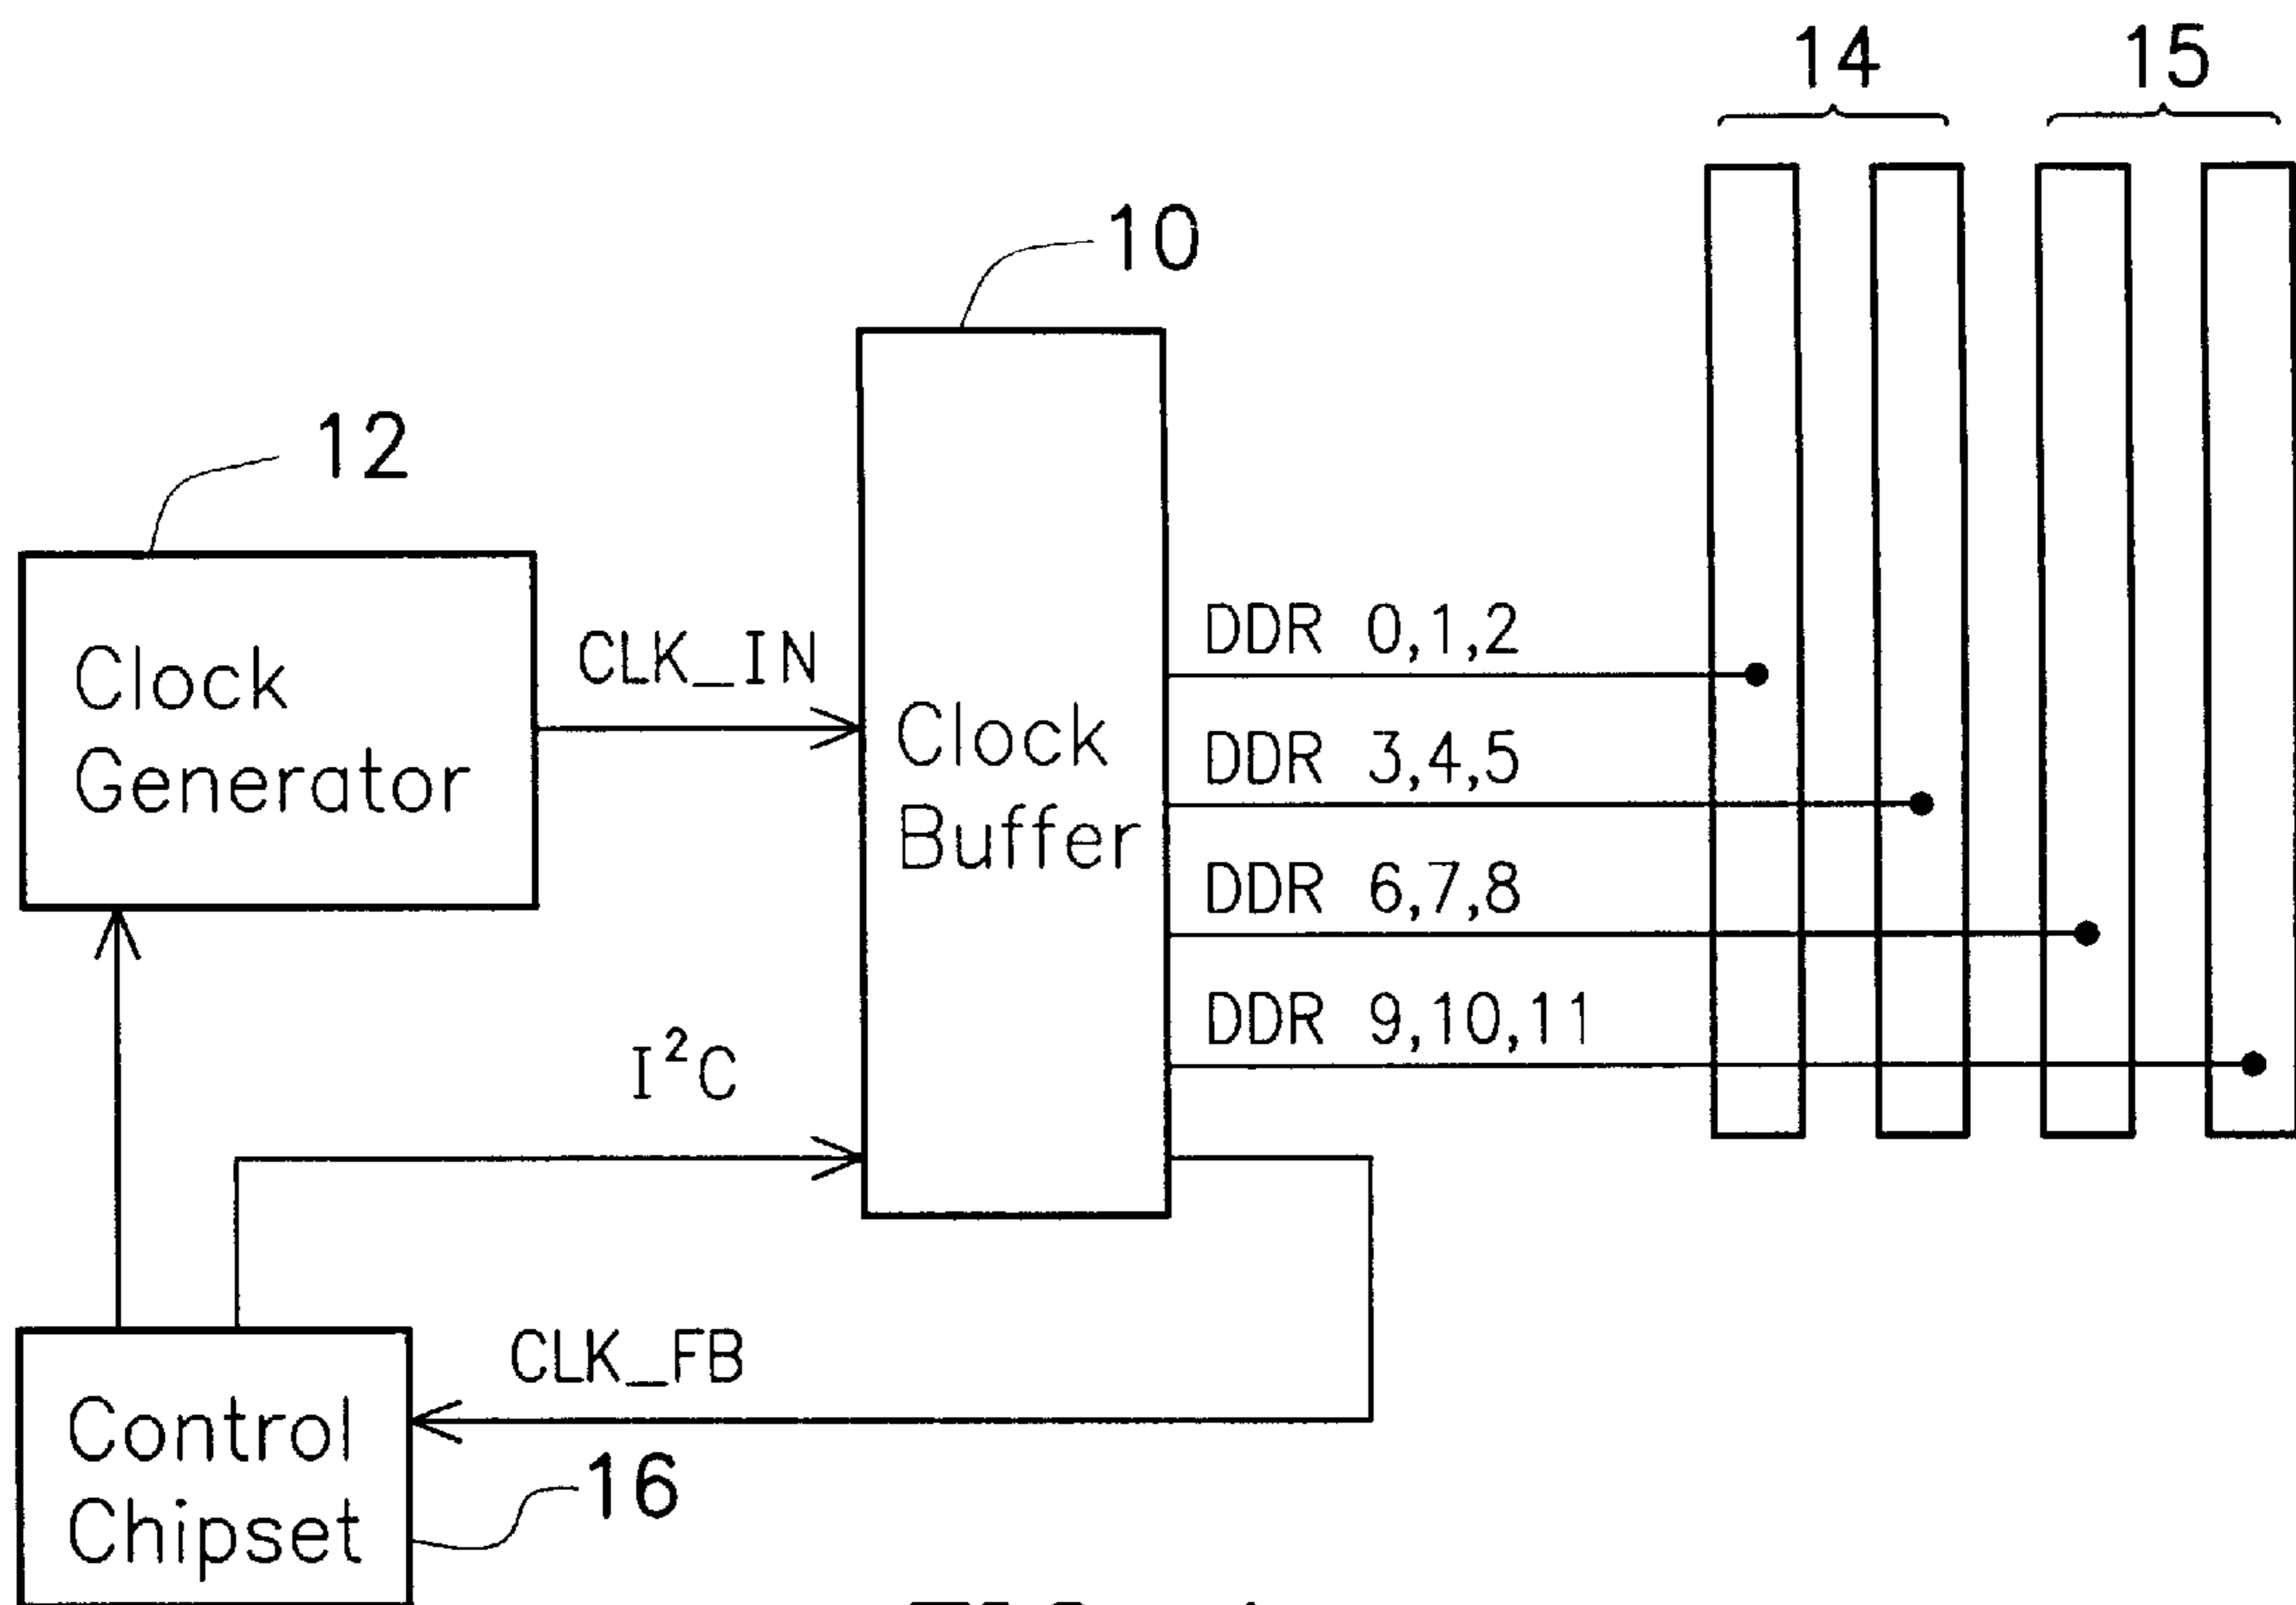 14
15
10
12
Clock
Generator
CLK_IN
Clock
Buffer
DDR 0,1,2
DDR 3,4,5
DDR 6,7,8
DDR 9,10,11
I²C
CLK_FB
Control
Chipset
16